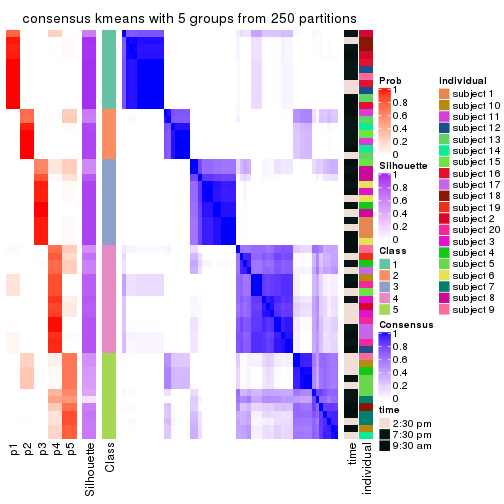 consensus kmeans with 5 groups from 250 partitions
Prob
1
0.8
0.6
0.4
0.2
0
Silhouette
1
0.8
0.6
0.4
0.2
0
Class
1
2
3
4
5
Consensus
1
0.8
0.6
0.4
0.2
0
time
2:30 pm
7:30 pm
9:30 am
individual
subject 1
subject 10
subject 11
subject 12
subject 13
subject 14
subject 15
subject 16
subject 17
subject 18
subject 19
subject 2
subject 20
subject 3
subject 4
subject 5
subject 6
subject 7
subject 8
subject 9
p1
p2
p3
p4
p5
Silhouette
Class
time
individual